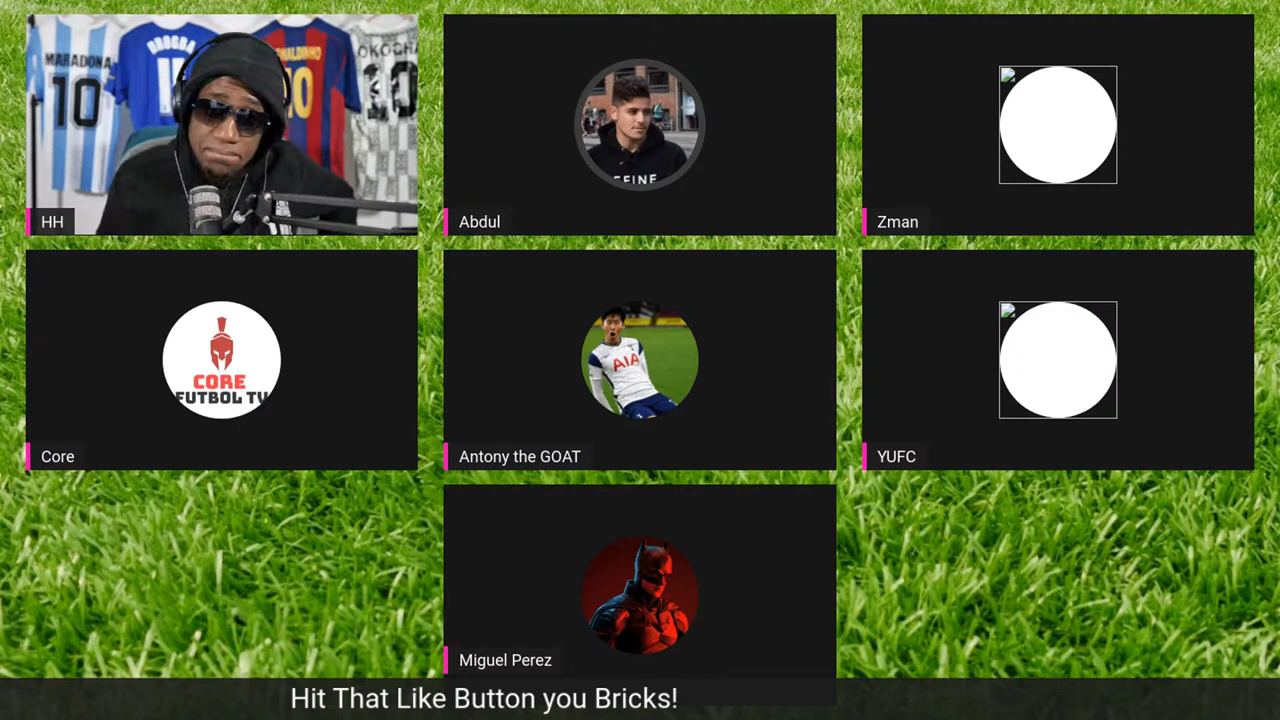 MARADONA
10
DROGBA
11
RONALDINHO
10
OKOCHA
10
HH
EFINE
Abdul
Zman
CORE
FUTBOL TV
Core
AIA
Antony the GOAT
YUFC
Miguel Perez
Hit That Like Button you Bricks!